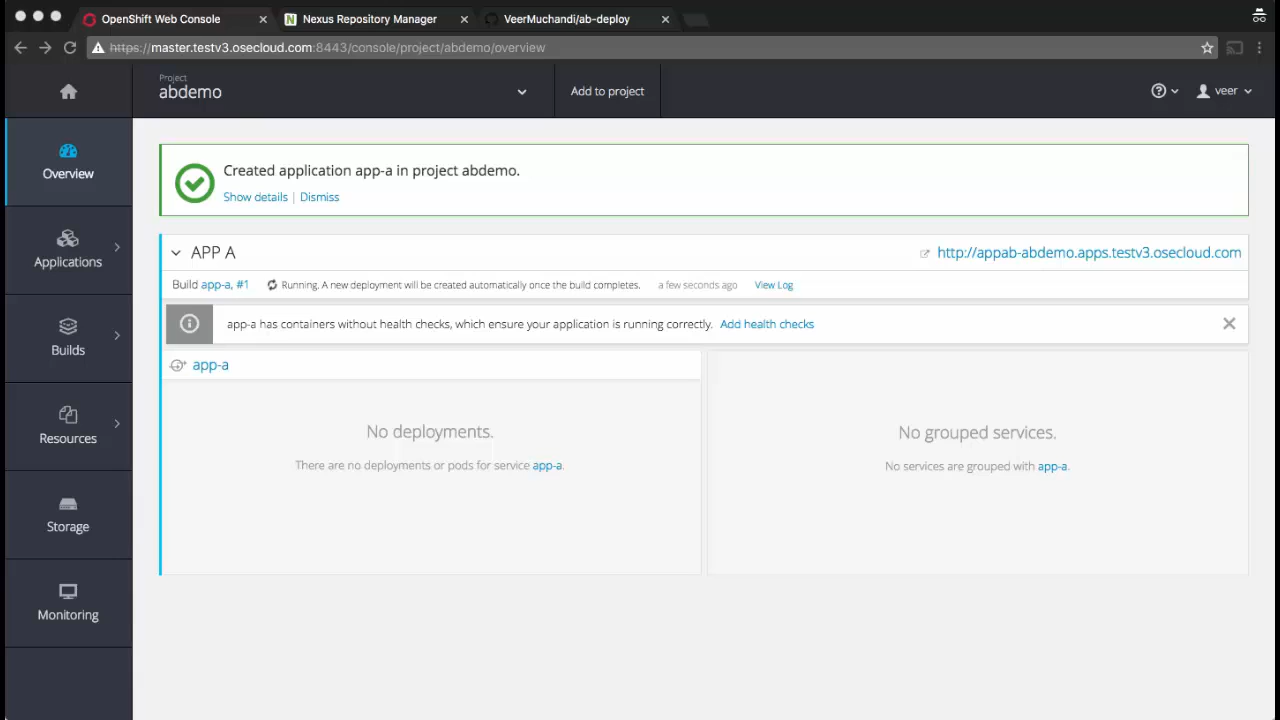 OpenShift Web Console
Nexus Repository Manager
VeerMuchandi/ab-deploy
https://master.testv3.osecloud.com:8443/console/project/abdemo/overview
Project
abdemo
Add to project
veer
Overview
Applications
Builds
Resources
Storage
Monitoring
Created application app-a in project abdemo.
Show details | Dismiss
APP A
http://appab-abdemo.apps.testv3.osecloud.com
Build app-a, #1 Running. A new deployment will be created automatically once the build completes. a few seconds ago View Log
app-a has containers without health checks, which ensure your application is running correctly. Add health checks
app-a
No deployments.
There are no deployments or pods for service app-a.
No grouped services.
No services are grouped with app-a.